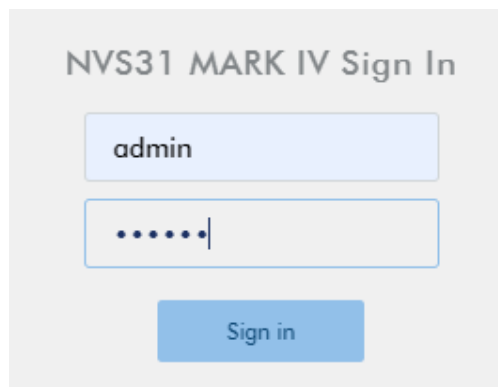 NVS31 MARK IV Sign In
admin
••••••
Sign in